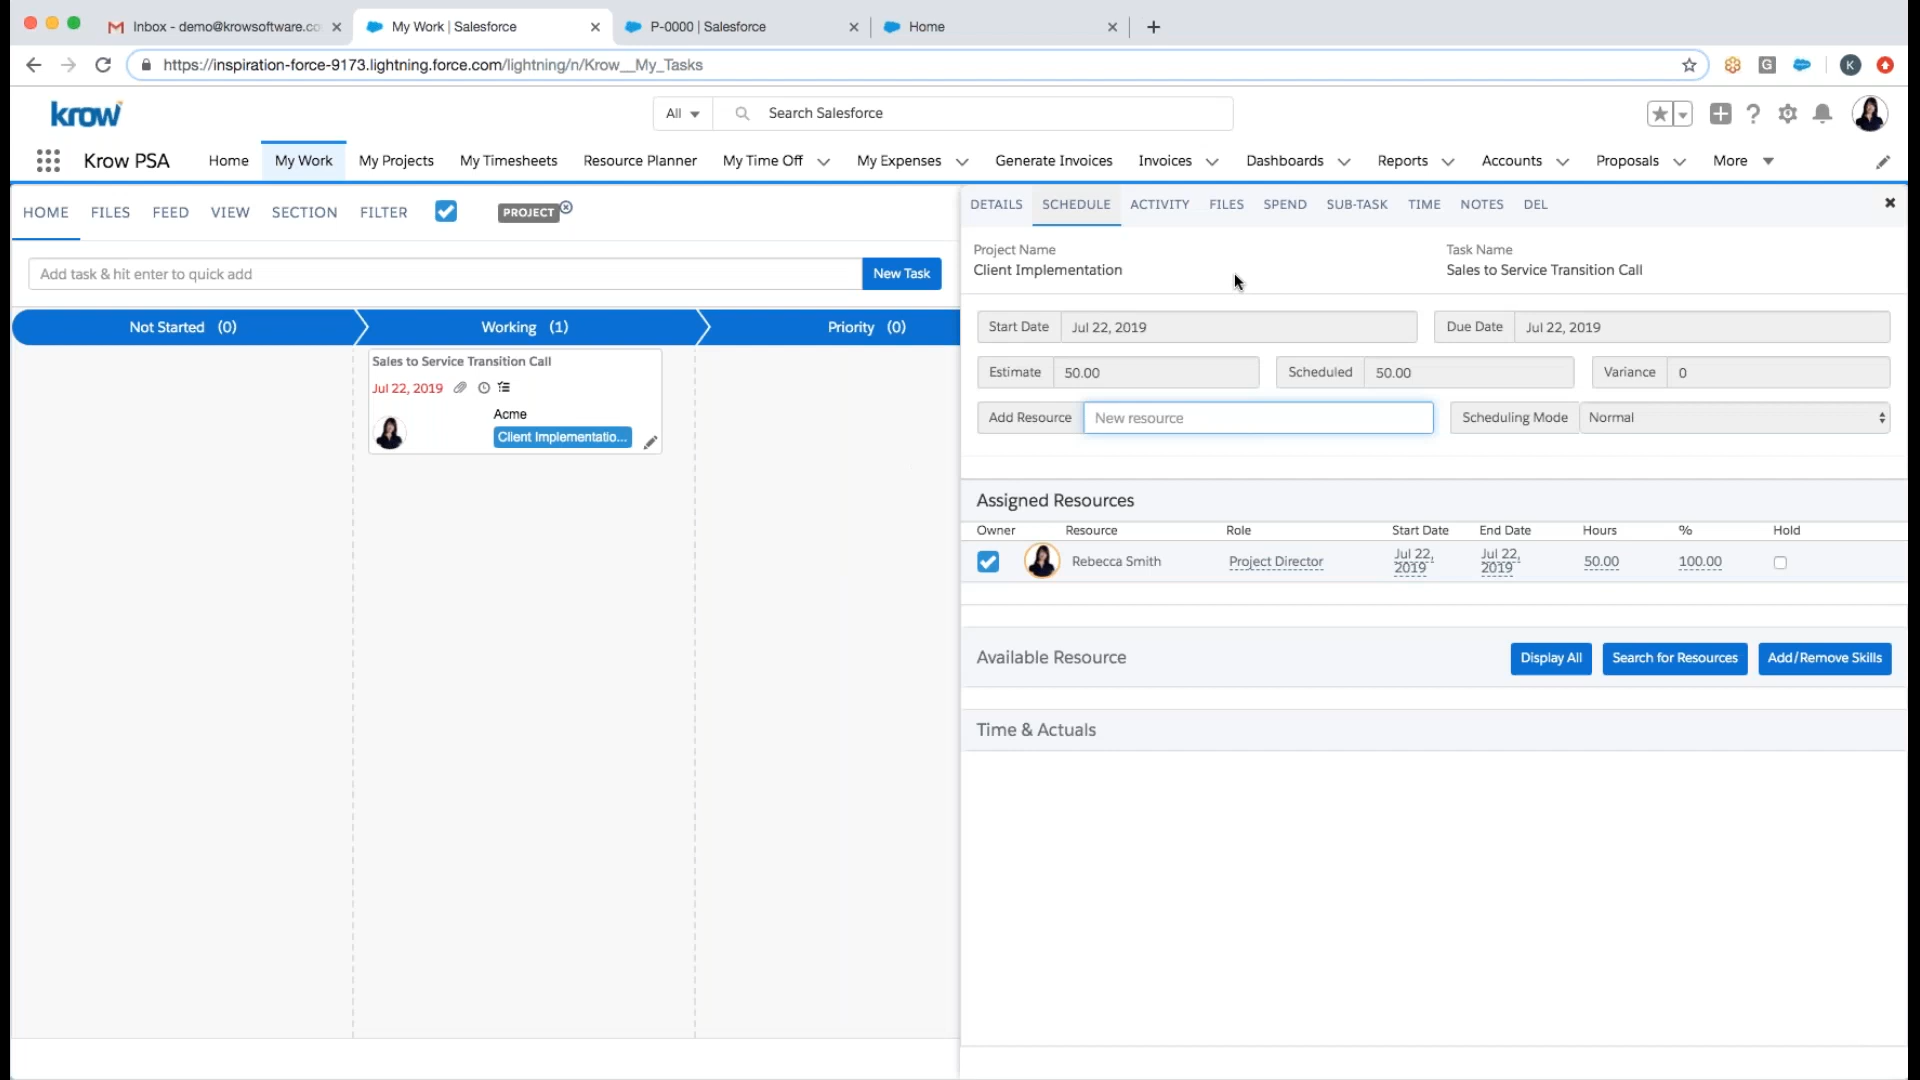 Inbox - demo@krowsoftware.co
My Work | Salesforce
P-0000 | Salesforce
Home
https://inspiration-force-9173.lightning.force.com/lightning/n/Krow__My_Tasks
G
K
krow
All
Search Salesforce
Krow PSA
Home
My Work
My Projects
My Timesheets
Resource Planner
My Time Off
My Expenses
Generate Invoices
Invoices
Dashboards
Reports
Accounts
Proposals
More
HOME
FILES
FEED
VIEW
SECTION
FILTER
PROJECT
Add task & hit enter to quick add
New Task
Not Started (0)
Working (1)
Priority (0)
Sales to Service Transition Call
Jul 22, 2019
Acme
Client Implementatio...
DETAILS
SCHEDULE
ACTIVITY
FILES
SPEND
SUB-TASK
TIME
NOTES
DEL
Project Name
Client Implementation
Task Name
Sales to Service Transition Call
Start Date
Jul 22, 2019
Due Date
Jul 22, 2019
Estimate
50.00
Scheduled
50.00
Variance
0
Add Resource
New resource
Scheduling Mode
Normal
Assigned Resources
Owner
Resource
Role
Start Date
End Date
Hours
%
Hold
Rebecca Smith
Project Director
Jul 22,
2019
Jul 22,
2019
50.00
100.00
Available Resource
Display All
Search for Resources
Add/Remove Skills
Time & Actuals